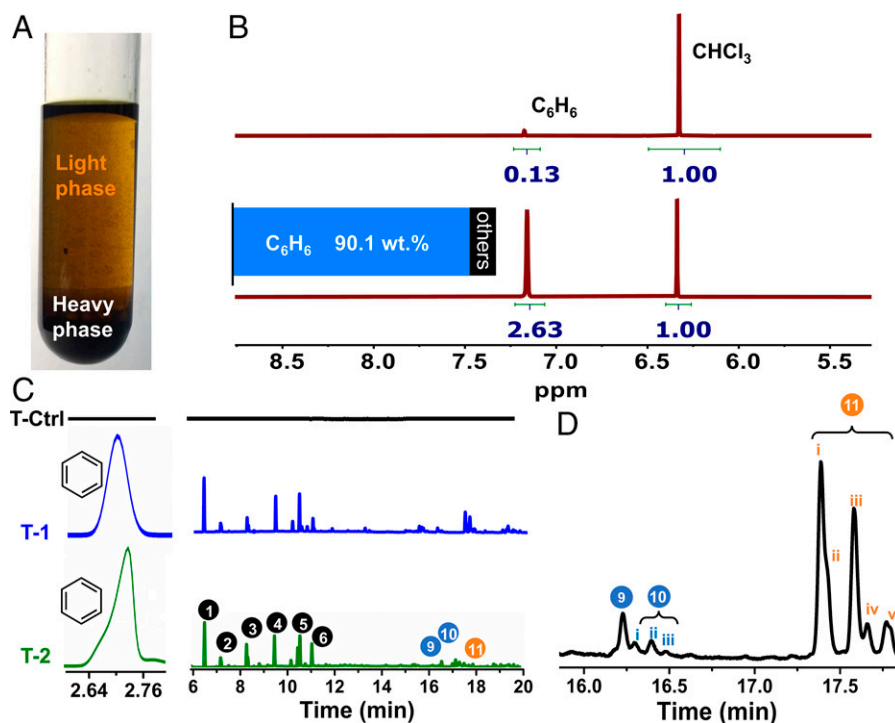 A
Light
phase
Heavy
phase
B
CHCl₃
C₆H₆
0.13
1.00
C₆H₆ 90.1 wt.%
others
2.63
1.00
8.5 8.0 7.5 7.0 6.5 6.0 5.5
ppm
C
T-Ctrl
T-1
T-2
1 2 3 4 5 6 9 10 11
2.64 2.76
6 8 10 12 14 16 18 20
Time (min)
D
11
i
iii
ii
iv
v
9
10
i
ii
iii
16.0 16.5 17.0 17.5
Time (min)